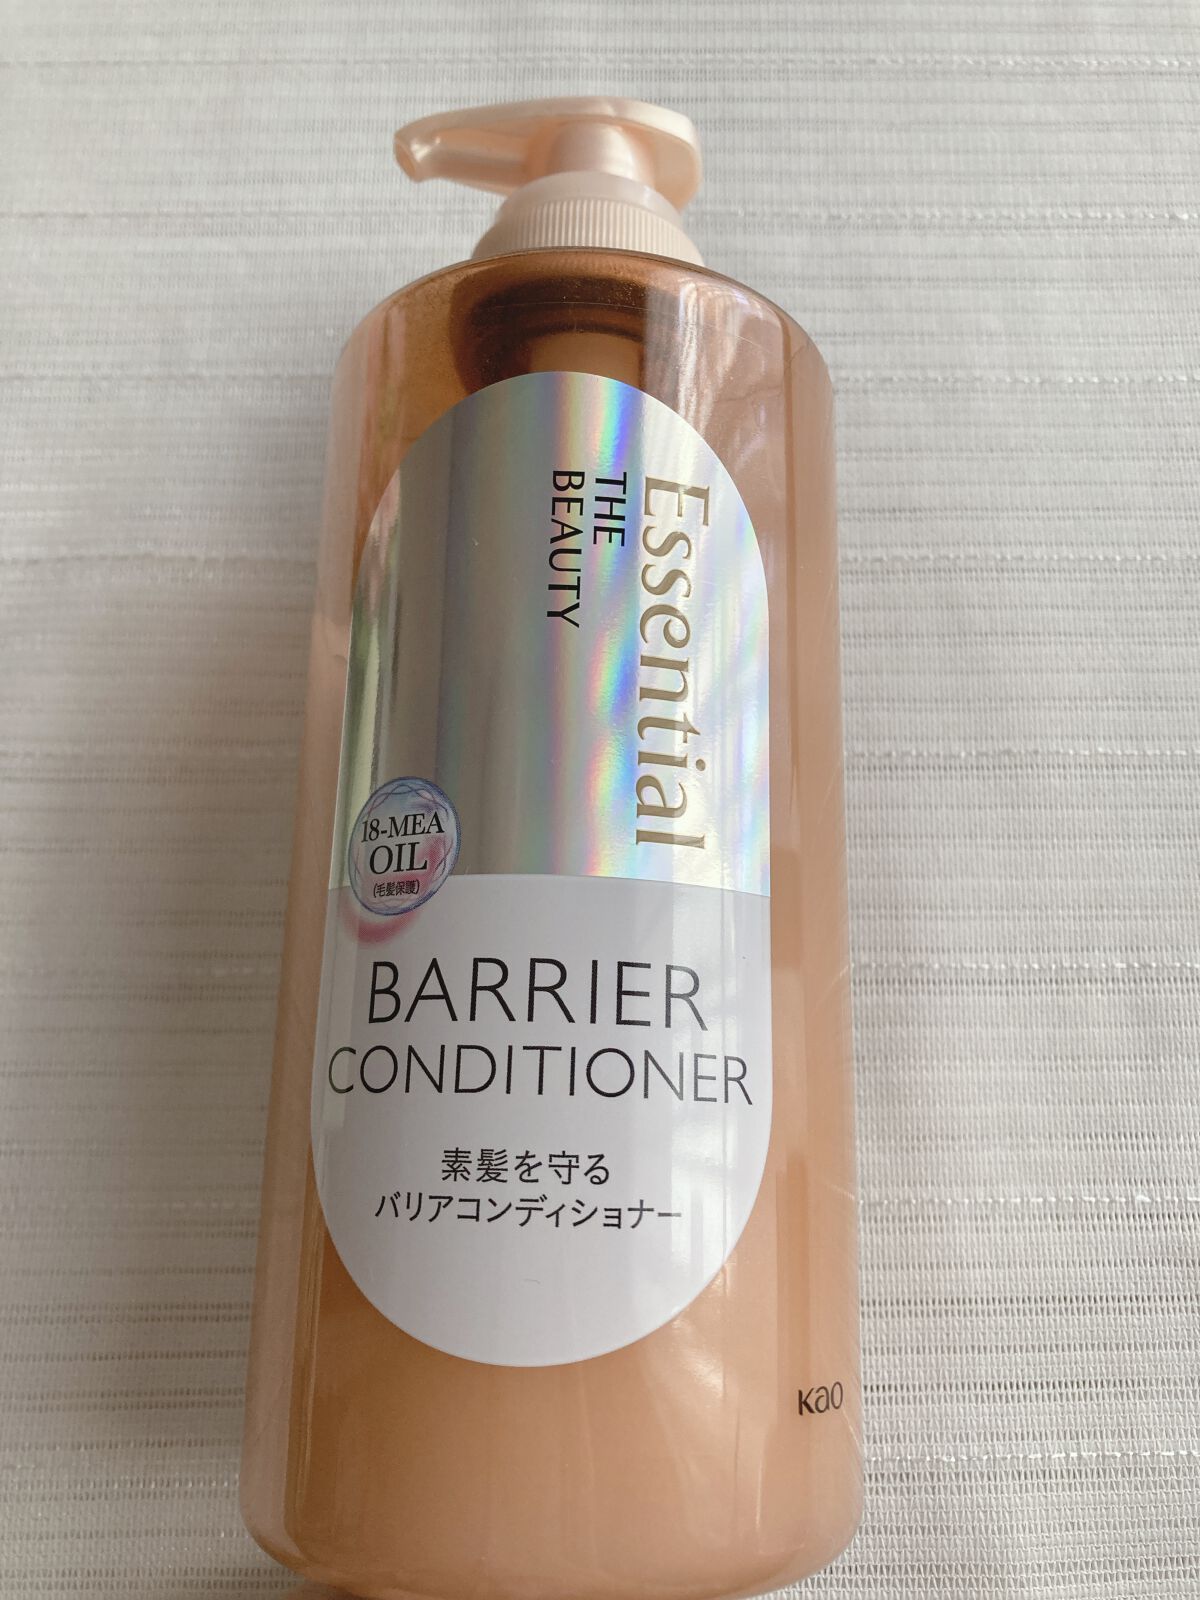 Essential
THE
BEAUTY
18-MEA
OIL
(毛髪保護)
BARRIER
CONDITIONER
素髪を守る
バリアコンディショナー
Kao